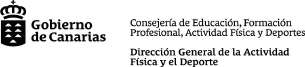 Gobierno
de Canarias
Consejería de Educación, Formación
Profesional, Actividad Física y Deportes
Dirección General de la Actividad
Física y el Deporte